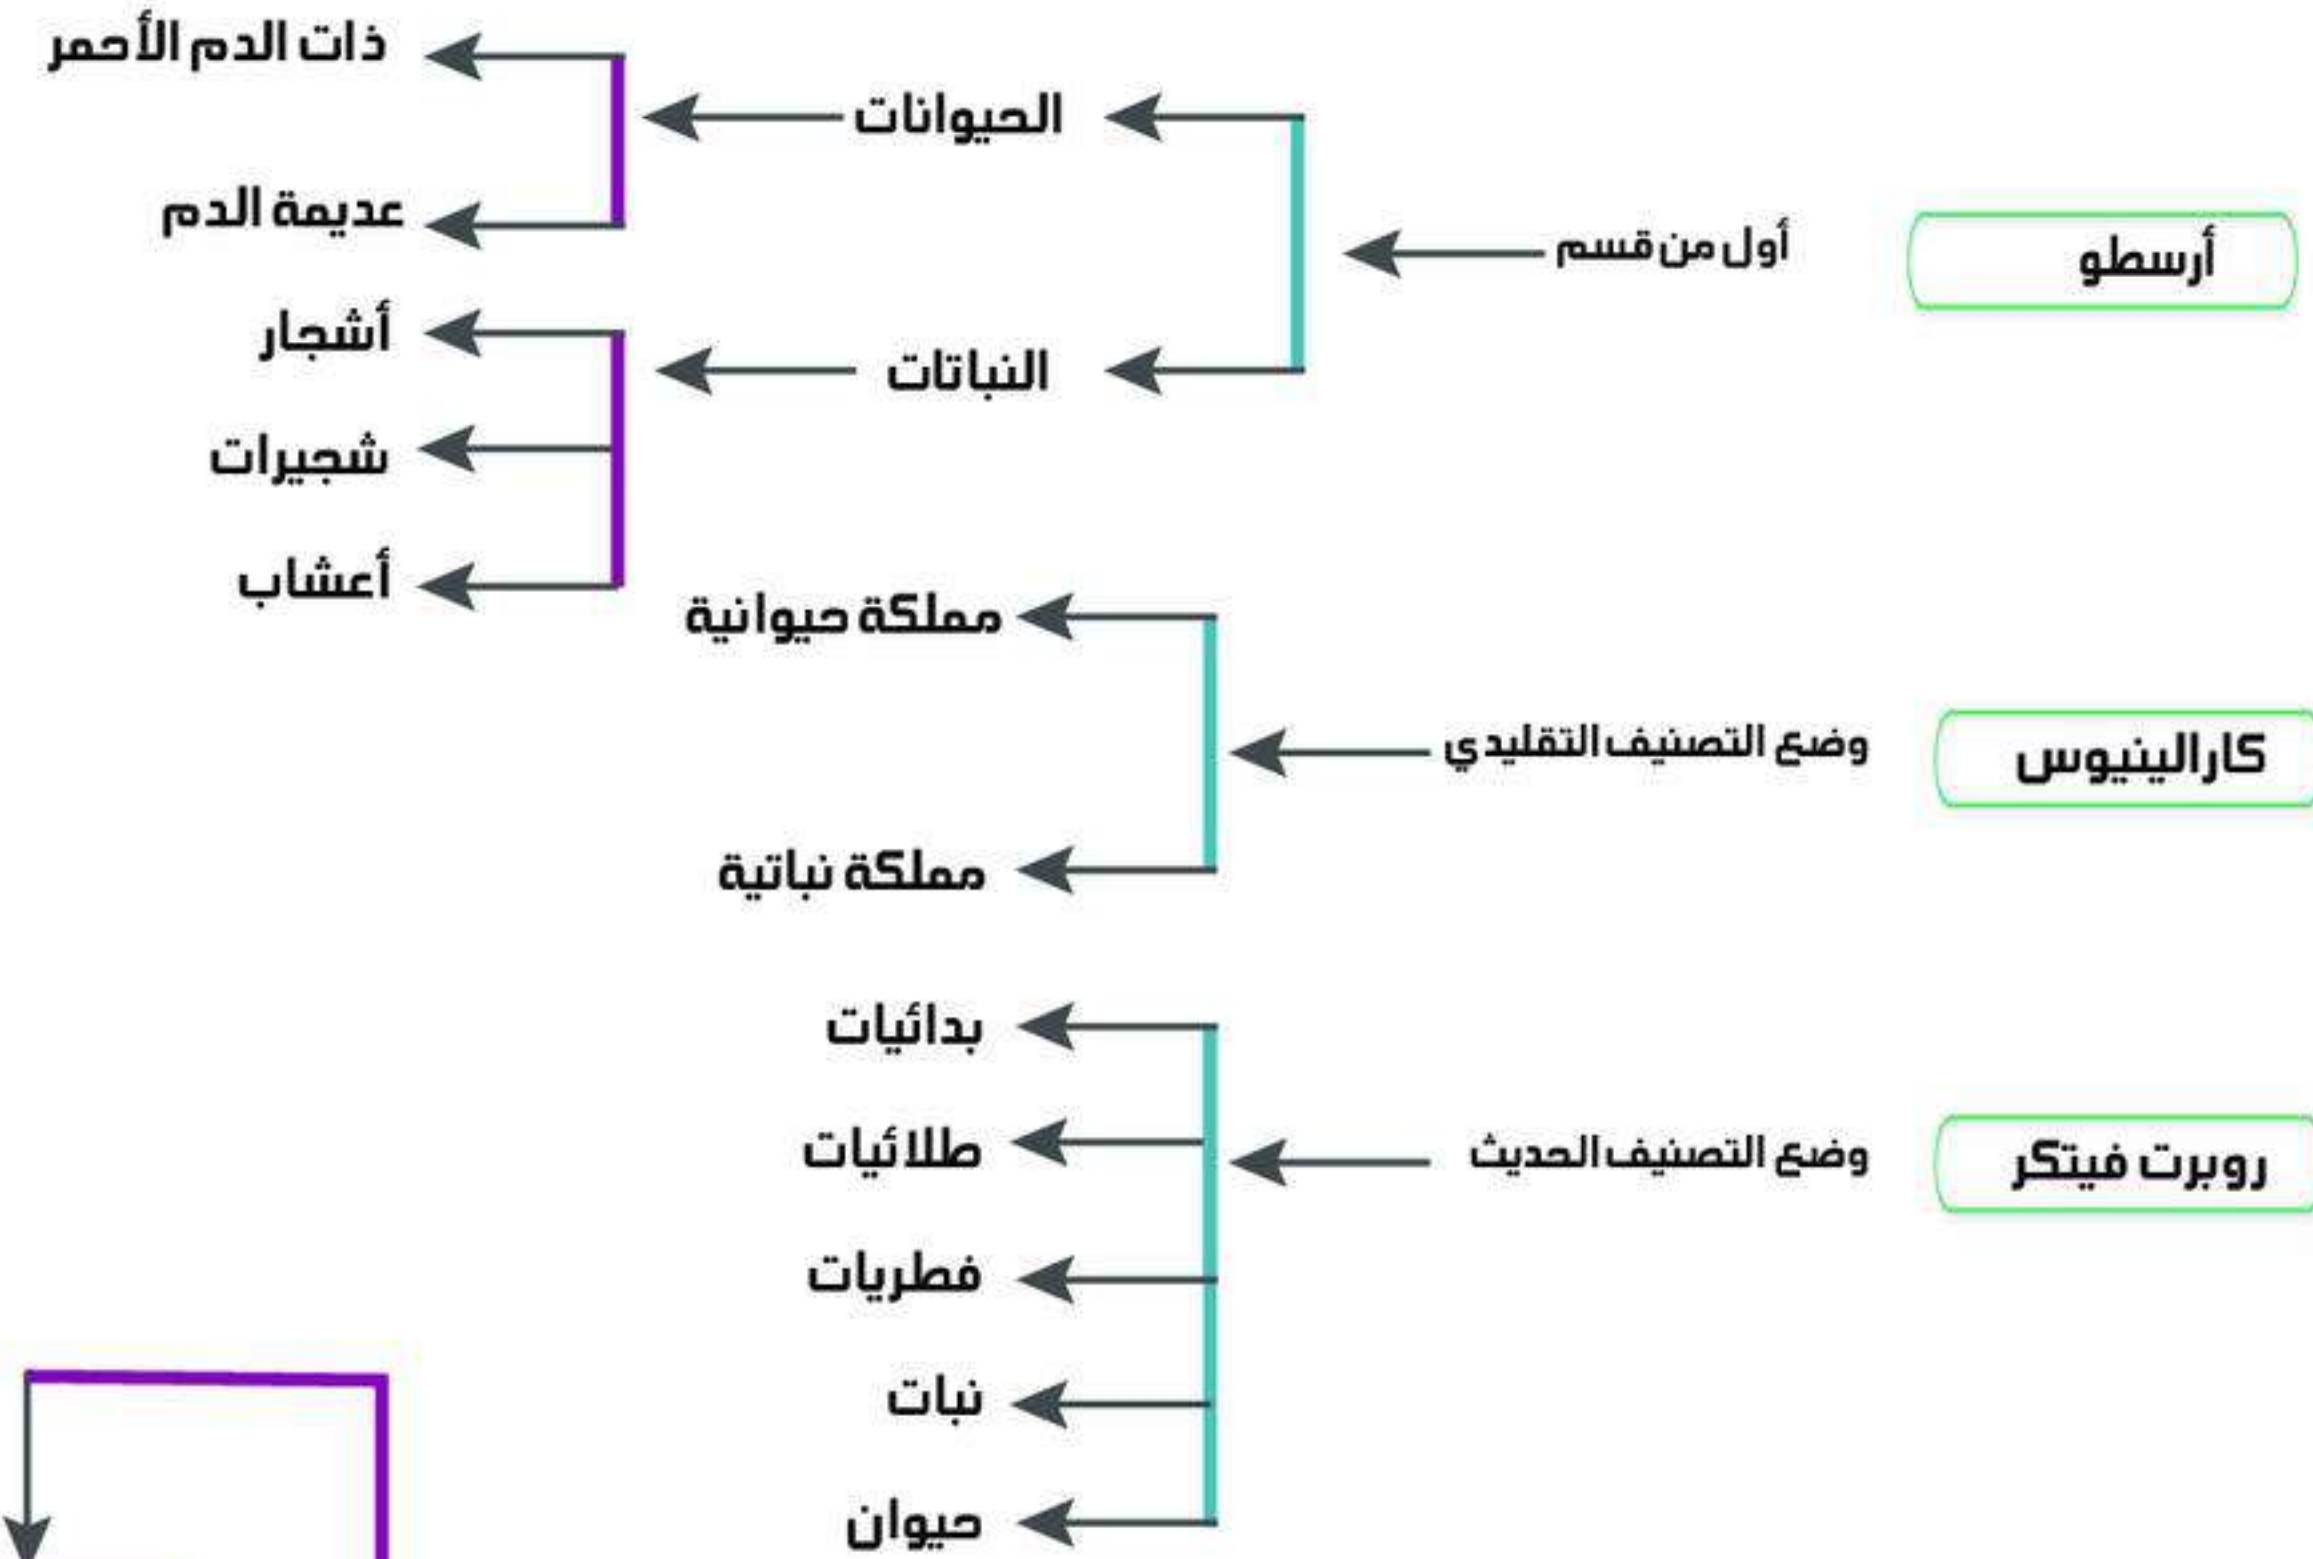 أرسطو
أول من قسم
الحيوانات
ذات الدم الأحمر
عديمة الدم
النباتات
أشجار
شجيرات
أعشاب
كارالينيوس
وضع التصنيف التقليدي
مملكة حيوانية
مملكة نباتية
روبرت فيتكر
وضع التصنيف الحديث
بدائيات
طلائيات
فطريات
نبات
حيوان